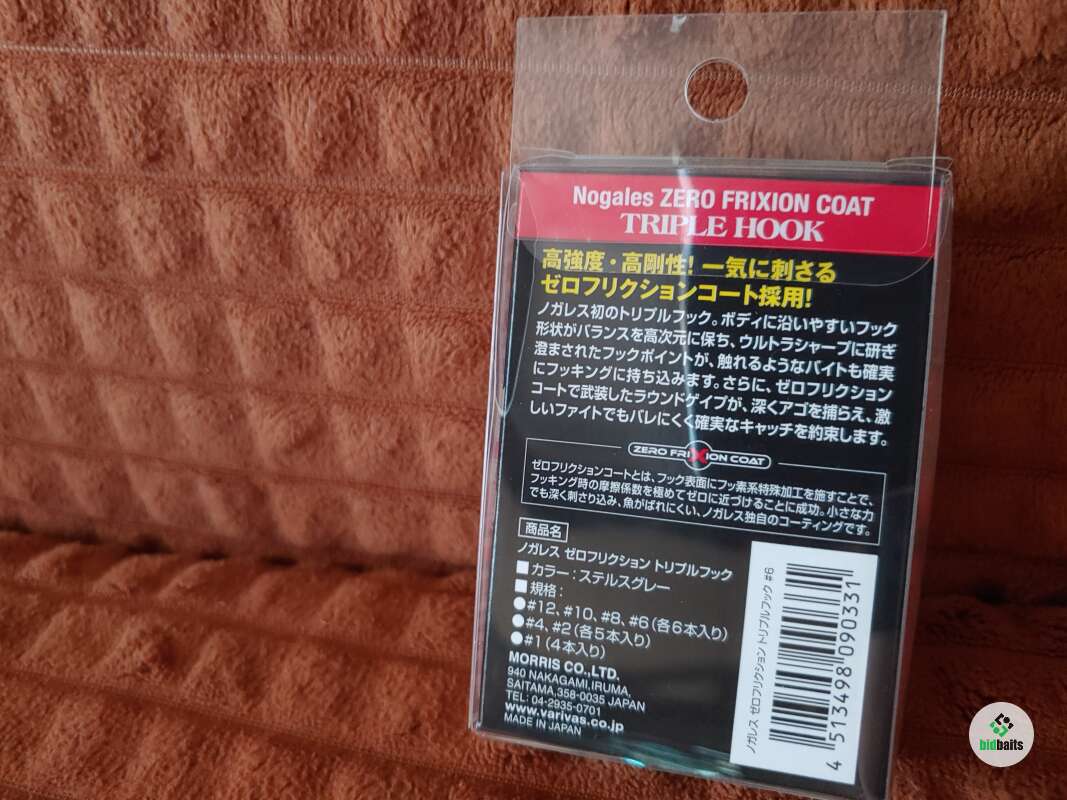 Nogales ZERO FRIXION COAT
TRIPLE HOOK
高強度・高剛性! 一気に刺さる
ゼロフリクションコート採用!
ノガレス初のトリプルフック。ボディに沿いやすいフック
形状がバランスを高次元に保ち、ウルトラシャープに研ぎ
澄まされたフックポイントが、触れるようなバイトも確実
にフッキングに持ち込みます。さらに、ゼロフリクション
コートで武装したラウンドゲイプが、深くアゴを捕らえ、激
しいファイトでもバレにくく確実なキャッチを約束します。
ZERO FRIXION COAT
ゼロフリクションコートとは、フック表面にフッ素系特殊加工を施すことで、
フッキング時の摩擦係数を極めてゼロに近づけることに成功。小さな力
でも深く刺さり込み、魚がばれにくい、ノガレス独自のコーティングです。
商品名
ノガレス ゼロフリクション トリプルフック
■カラー:ステルスグレー
■規格:
●#12、#10、#8、#6(各6本入り)
●#4、#2(各5本入り)
●#1(4本入り)
MORRIS CO.,LTD.
940 NAKAGAMI,IRUMA,
SAITAMA,358-0035 JAPAN
TEL: 04-2935-0701
www.varivas.co.jp
MADE IN JAPAN
ノガレス ゼロフリクション トリプルフック #6
4 513498 090331
bidbaits